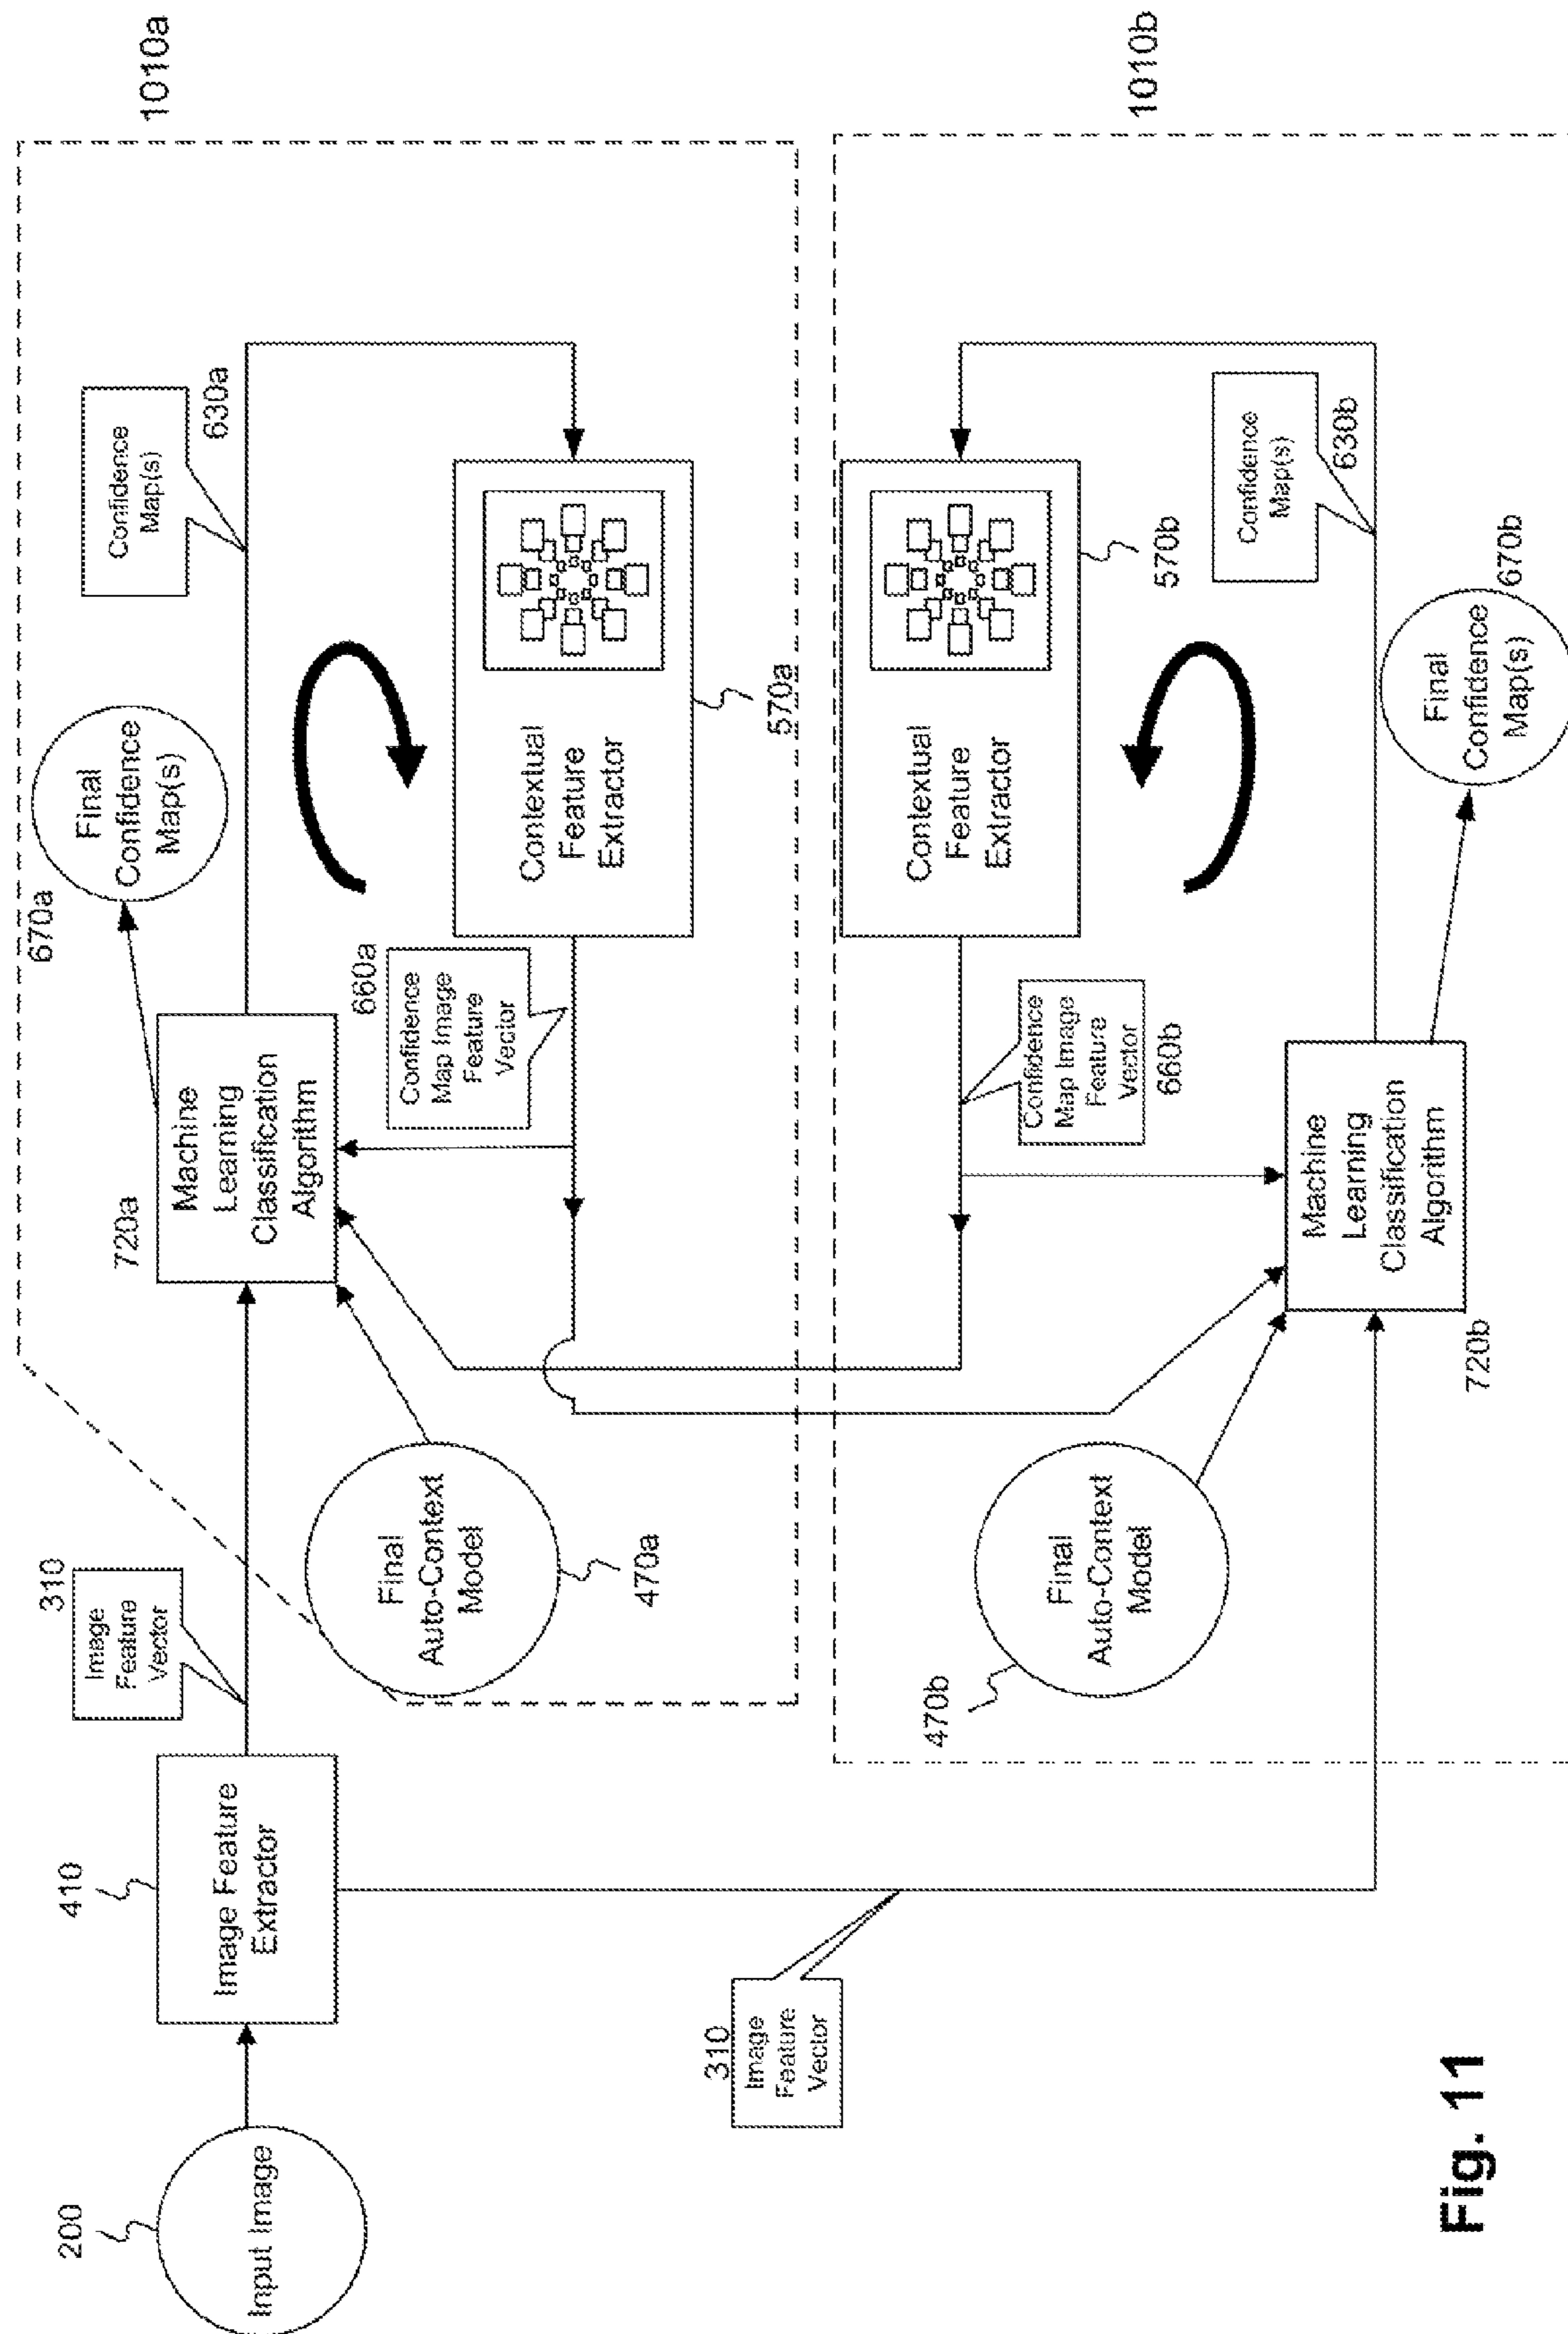 200
Input Image
410
Image Feature
Extractor
310
Image
Feature
Vector
310
Image
Feature
Vector
1010a
720a
Machine
Learning
Classification
Algorithm
670a
Final
Confidence
Map(s)
Confidence
Map(s)
630a
Final
Auto-Context
Model
470a
660a
Confidence
Map Image
Feature
Vector
Contextual
Feature
Extractor
570a
1010b
Contextual
Feature
Extractor
570b
Confidence
Map Image
Feature
Vector
660b
Confidence
Map(s)
630b
470b
Final
Auto-Context
Model
Machine
Learning
Classification
Algorithm
720b
Final
Confidence
Map(s)
670b
Fig. 11